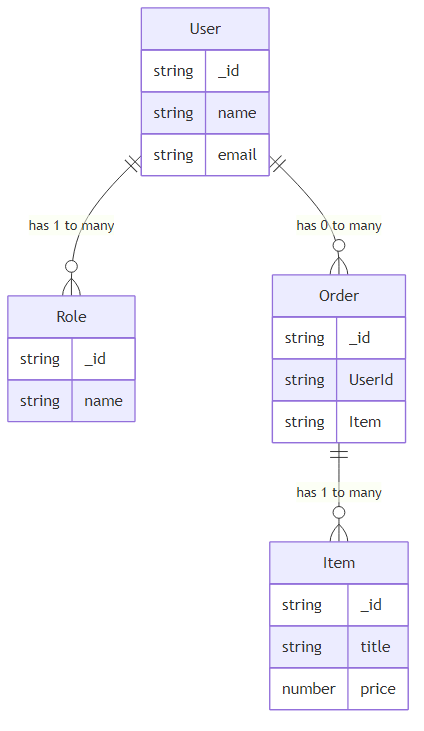 User
string _id
string name
string email
has 1 to many
has 0 to many
Role
string _id
string name
Order
string _id
string UserId
string Item
has 1 to many
Item
string _id
string title
number price